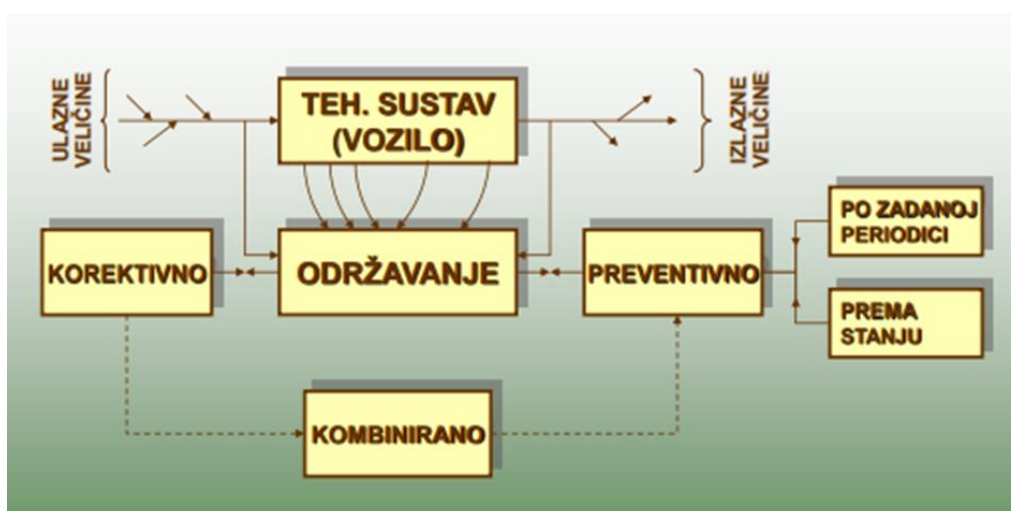 ULAZNE
VELIČINE
TEH. SUSTAV
(VOZILO)
IZLAZNE
VELIČINE
PO ZADANOJ
PERIODICI
KOREKTIVNO
ODRŽAVANJE
PREVENTIVNO
PREMA
STANJU
KOMBINIRANO